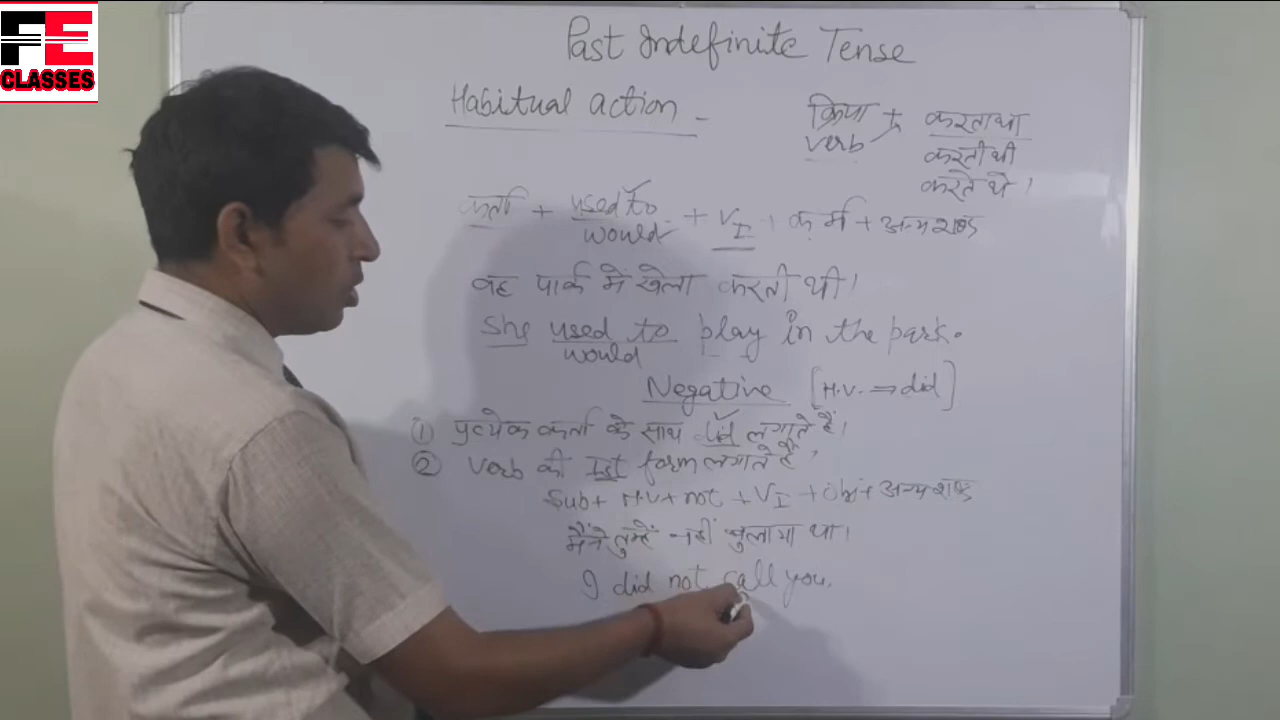 FE
CLASSES
Past Indefinite Tense
Habitual action -
क्रिया + करता था
verb करती थी
करते थे।
कर्ता + used to + V I + कर्म + अन्य शब्द
would
वह पार्क में खेला करती थी।
She used to play in the park.
would
Negative [H.V. ⇒ did]
① प्रत्येक कर्ता के साथ did लगाते हैं।
② Verb की Ist form लगाते हैं।
Sub + H.V + not + V I + Obj + अन्य शब्द
मैंने तुम्हें नहीं बुलाया था।
I did not call you.